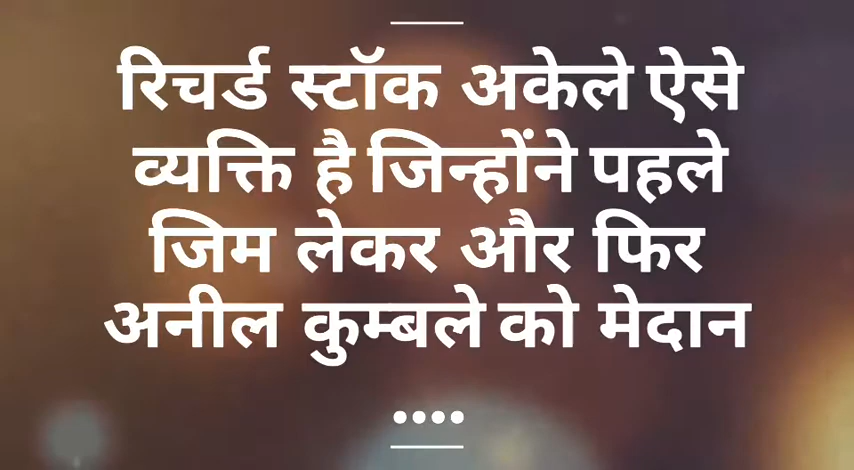 रिचर्ड स्टॉक अकेले ऐसे
व्यक्ति है जिन्होंने पहले
जिम लेकर और फिर
अनील कुम्बले को मेदान
....